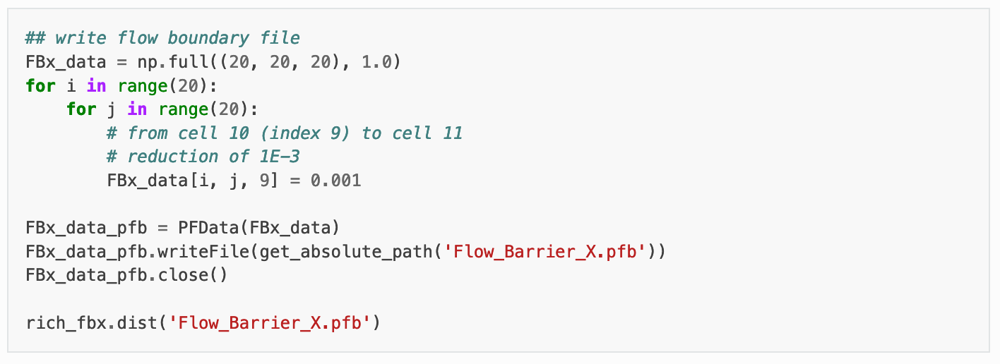 ## write flow boundary file
FBx_data = np.full((20, 20, 20), 1.0)
for i in range(20):
    for j in range(20):
        # from cell 10 (index 9) to cell 11
        # reduction of 1E-3
        FBx_data[i, j, 9] = 0.001

FBx_data_pfb = PFData(FBx_data)
FBx_data_pfb.writeFile(get_absolute_path('Flow_Barrier_X.pfb'))
FBx_data_pfb.close()

rich_fbx.dist('Flow_Barrier_X.pfb')